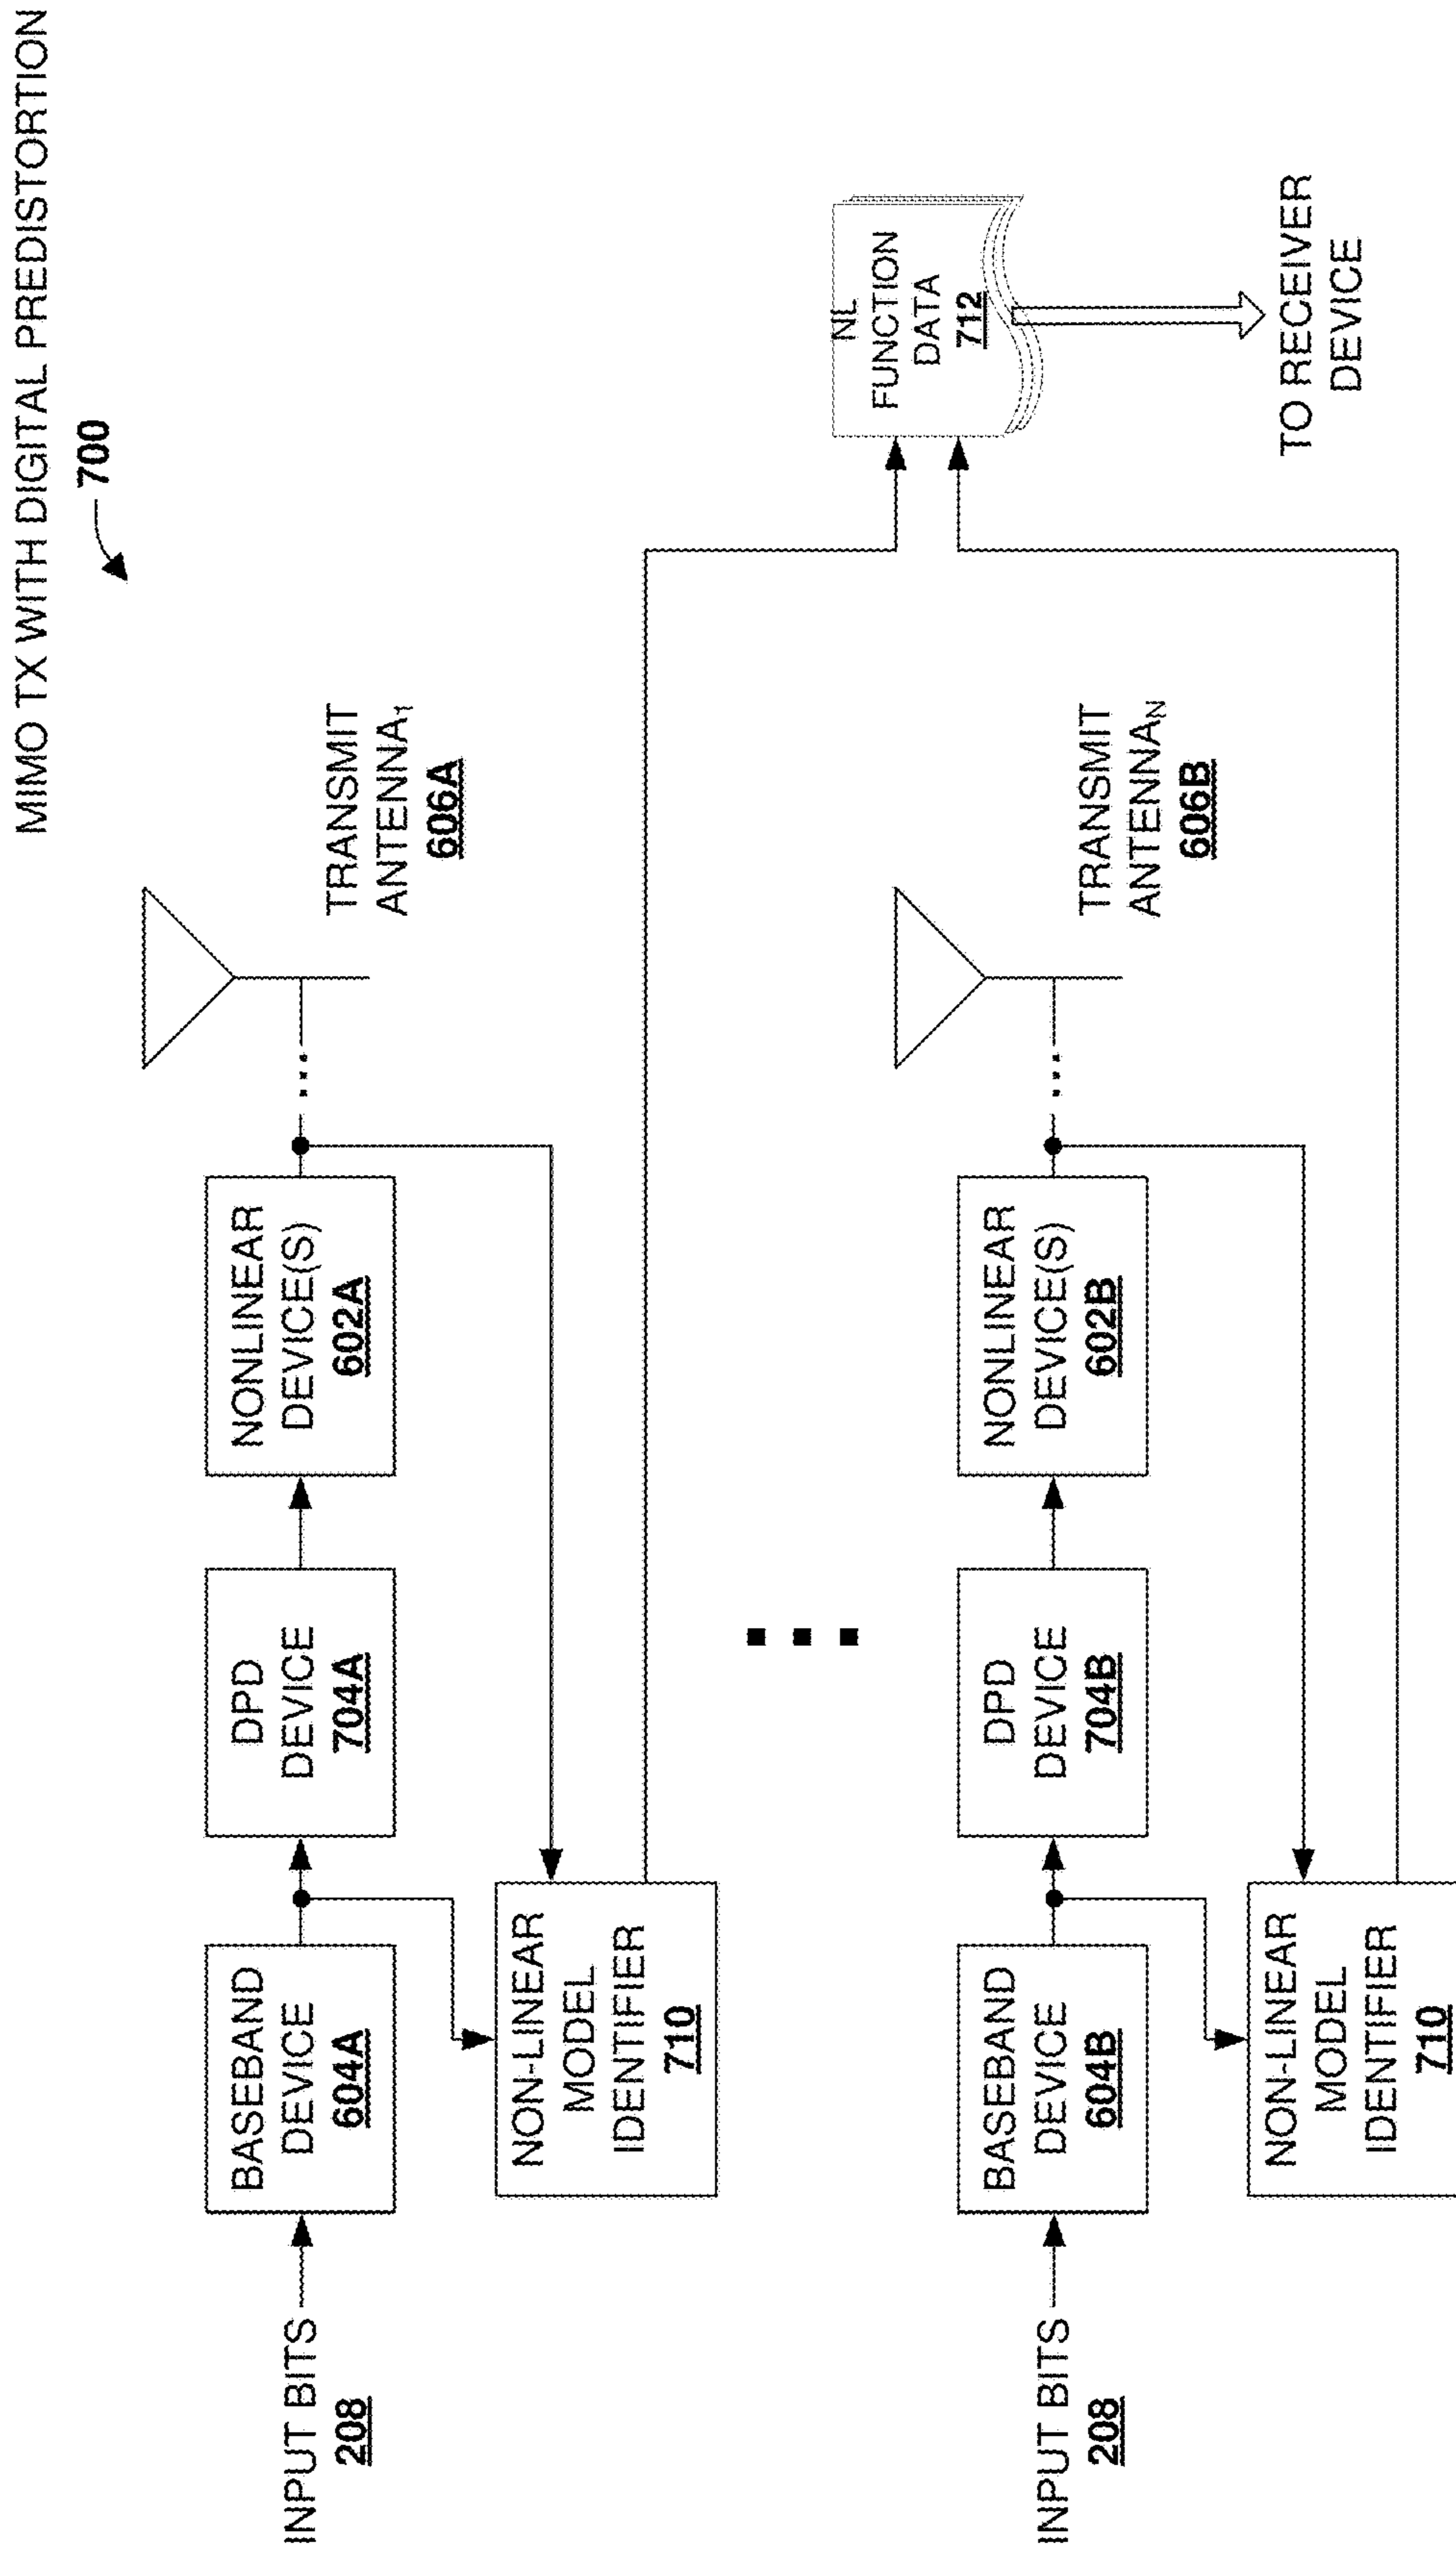 MIMO TX WITH DIGITAL PREDISTORTION
700
INPUT BITS
208
BASEBAND
DEVICE
604A
DPD
DEVICE
704A
NONLINEAR
DEVICE(S)
602A
...
TRANSMIT
ANTENNA1
606A
NON-LINEAR
MODEL
IDENTIFIER
710
INPUT BITS
208
BASEBAND
DEVICE
604B
DPD
DEVICE
704B
NONLINEAR
DEVICE(S)
602B
...
TRANSMIT
ANTENNAN
606B
NON-LINEAR
MODEL
IDENTIFIER
710
NL
FUNCTION
DATA
712
TO RECEIVER
DEVICE